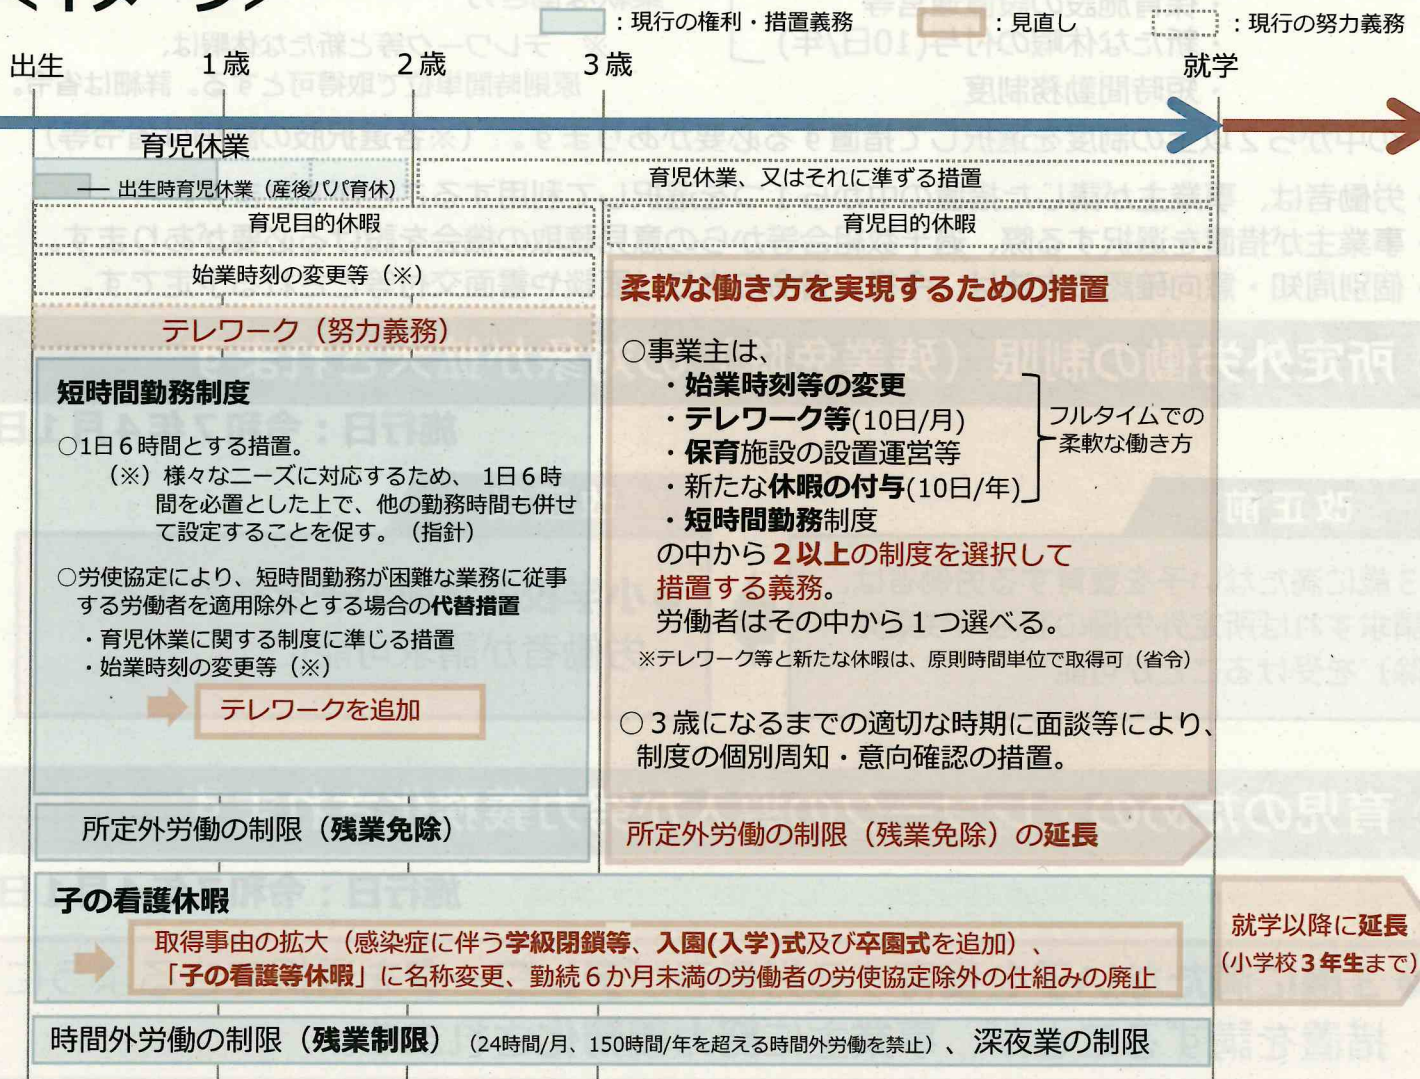 <イメージ>
：現行の権利・措置義務
：見直し
：現行の努力義務
出生
１歳
２歳
３歳
就学
育児休業
出生時育児休業（産後パパ育休）
育児休業、又はそれに準ずる措置
育児目的休暇
育児目的休暇
始業時刻の変更等（※）
テレワーク（努力義務）
短時間勤務制度
○1日６時間とする措置。
（※）様々なニーズに対応するため、 1日６時
間を必置とした上で、他の勤務時間も併せ
て設定することを促す。（指針）
○労使協定により、短時間勤務が困難な業務に従事
する労働者を適用除外とする場合の代替措置
・育児休業に関する制度に準じる措置
・始業時刻の変更等（※）
テレワークを追加
柔軟な働き方を実現するための措置
○事業主は、
・始業時刻等の変更
・テレワーク等(10日/月)
・保育施設の設置運営等
・新たな休暇の付与(10日/年)
・短時間勤務制度
フルタイムでの
柔軟な働き方
の中から２以上の制度を選択して
措置する義務。
労働者はその中から１つ選べる。
※テレワーク等と新たな休暇は、原則時間単位で取得可（省令）
○３歳になるまでの適切な時期に面談等により、
制度の個別周知・意向確認の措置。
所定外労働の制限（残業免除）
所定外労働の制限（残業免除）の延長
子の看護休暇
取得事由の拡大（感染症に伴う学級閉鎖等、入園(入学)式及び卒園式を追加）、
「子の看護等休暇」に名称変更、勤続６か月未満の労働者の労使協定除外の仕組みの廃止
就学以降に延長
（小学校３年生まで）
時間外労働の制限（残業制限）（24時間/月、150時間/年を超える時間外労働を禁止）、深夜業の制限